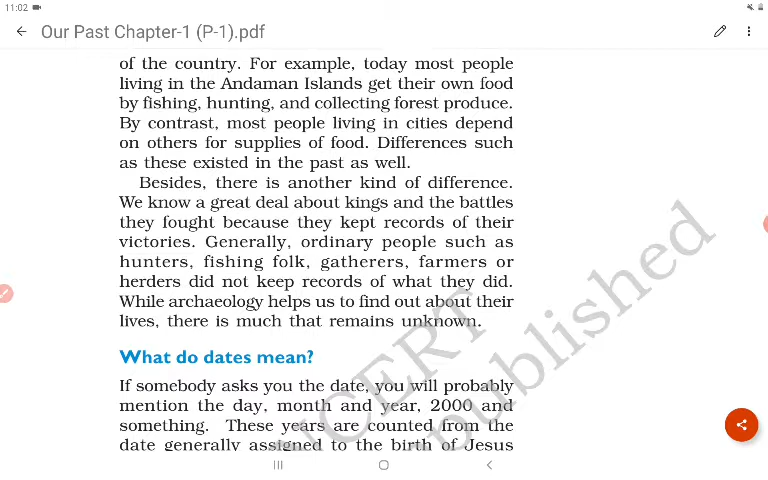 11:02
Our Past Chapter-1 (P-1).pdf
of the country. For example, today most people
living in the Andaman Islands get their own food
by fishing, hunting, and collecting forest produce.
By contrast, most people living in cities depend
on others for supplies of food. Differences such
as these existed in the past as well.
Besides, there is another kind of difference.
We know a great deal about kings and the battles
they fought because they kept records of their
victories. Generally, ordinary people such as
hunters, fishing folk, gatherers, farmers or
herders did not keep records of what they did.
While archaeology helps us to find out about their
lives, there is much that remains unknown.
What do dates mean?
If somebody asks you the date, you will probably
mention the day, month and year, 2000 and
something. These years are counted from the
date generally assigned to the birth of Jesus
NCERT
published